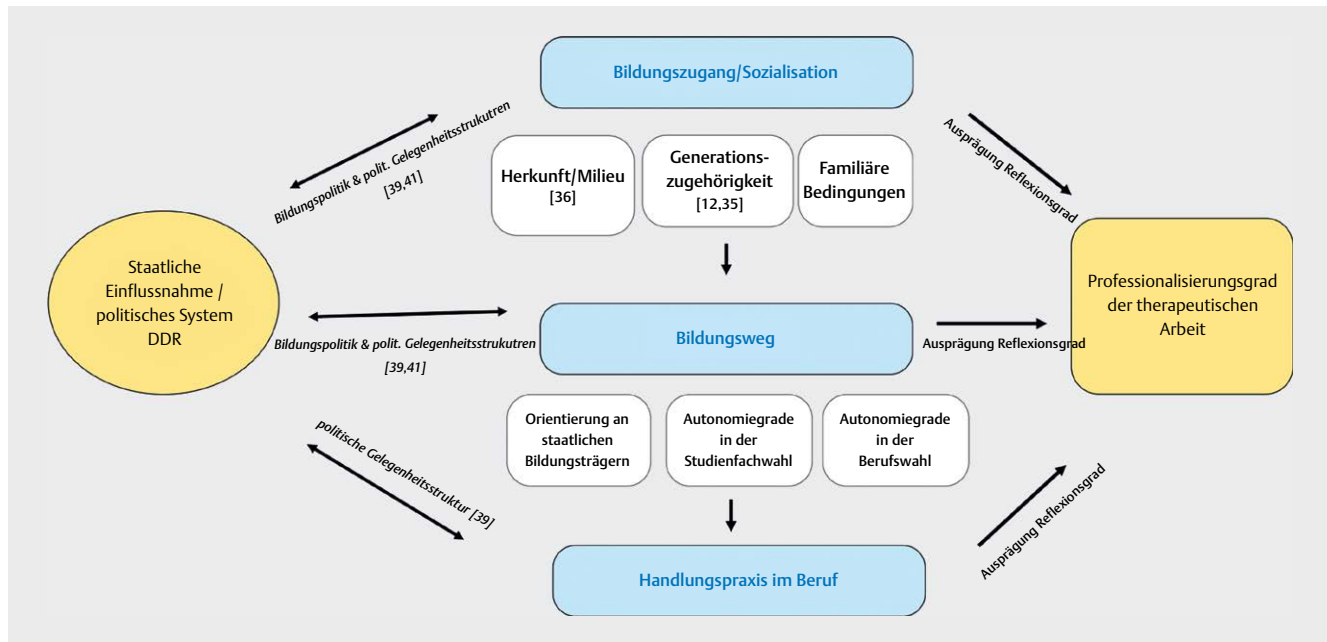 Bildungszugang/Sozialisation
Bildungspolitik & polit. Gelegenheitsstrukutren
[39,41]
Ausprägung Reflexionsgrad
Herkunft/Milieu
[36]
Generations-
zugehörigkeit
[12,35]
Familiäre
Bedingungen
Staatliche
Einflussnahme /
politisches System
DDR
Bildungspolitik & polit. Gelegenheitsstrukutren
[39,41]
Bildungsweg
Ausprägung Reflexionsgrad
Professionalisierungsgrad
der therapeutischen
Arbeit
Orientierung an
staatlichen
Bildungsträgern
Autonomiegrade
in der
Studienfachwahl
Autonomiegrade
in der
Berufswahl
politische Gelegenheitsstruktur [39]
Ausprägung Reflexionsgrad
Handlungspraxis im Beruf